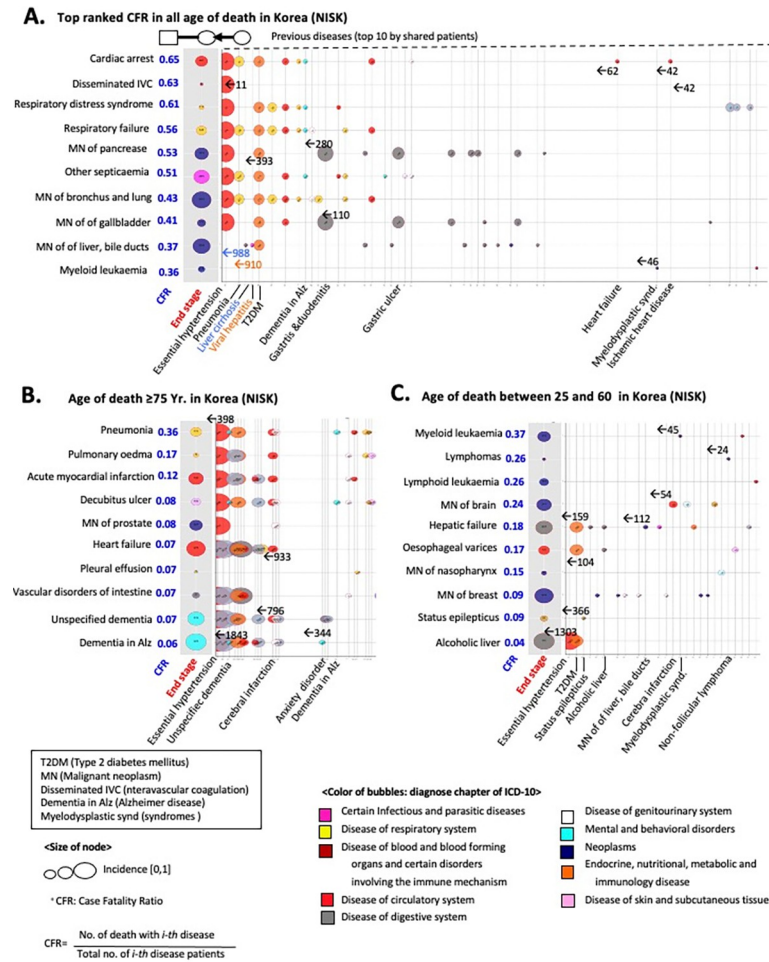 A. Top ranked CFR in all age of death in Korea (NISK)
Previous diseases (top 10 by shared patients)
Cardiac arrest 0.65
←62 ←42
Disseminated IVC 0.63 ←11
←42
Respiratory distress syndrome 0.61
Respiratory failure 0.56
←280
MN of pancrease 0.53
←393
Other septicaemia 0.51
MN of bronchus and lung 0.43
←110
MN of of gallbladder 0.41
MN of of liver, bile ducts 0.37
←988
←910 ←46
Myeloid leukaemia 0.36
CFR
End stage
Essential hyptertension
Pneumonia
Liver cirrhosis
Viral hepatitis
T2DM
Dementia in Alz
Gastrtis &duodenitis
Gastric ulcer
Heart failure
Myelodysplastic synd.
Ischemic heart disease
B. Age of death ≥75 Yr. in Korea (NISK)
←398
Pneumonia 0.36
Pulmonary oedma 0.17
Acute myocardial infarction 0.12
Decubitus ulcer 0.08
MN of prostate 0.08
Heart failure 0.07
←933
Pleural effusion 0.07
Vascular disorders of intestine 0.07
←796
Unspecified dementia 0.07
←1843 ←344
Dementia in Alz 0.06
CFR
End stage
Essential hyptertension
Unspecific dementia
Cerebral infarction
Anxiety disorder
Dementia in Alz
C. Age of death between 25 and 60 in Korea (NISK)
←45
Myeloid leukaemia 0.37
←24
Lymphomas 0.26
Lymphoid leukaemia 0.26
←54
MN of brain 0.24
←159 ←112
Hepatic failure 0.18
Oesophageal varices 0.17
←104
MN of nasopharynx 0.15
MN of breast 0.09
←366
Status epilepticus 0.09
←1303
Alcoholic liver 0.04
CFR
End stage
Essential hyptertension
T2DM
Status epilepticus
Alcoholic liver
MN of of liver, bile ducts
Cerebra infarction
Myelodysplastic synd.
Non-follicular lymphoma
T2DM (Type 2 diabetes mellitus)
MN (Malignant neoplasm)
Disseminated IVC (nteravascular coagulation)
Dementia in Alz (Alzheimer disease)
Myelodysplastic synd (syndromes )
<Size of node>
Incidence [0,1]
* CFR: Case Fatality Ratio
CFR= No. of death with i-th disease
Total no. of i-th disease patients
<Color of bubbles: diagnose chapter of ICD-10>
Certain Infectious and parasitic diseases
Disease of respiratory system
Disease of blood and blood forming
organs and certain disorders
involving the immune mechanism
Disease of circulatory system
Disease of digestive system
Disease of genitourinary system
Mental and behavioral disorders
Neoplasms
Endocrine, nutritional, metabolic and
immunology disease
Disease of skin and subcutaneous tissue